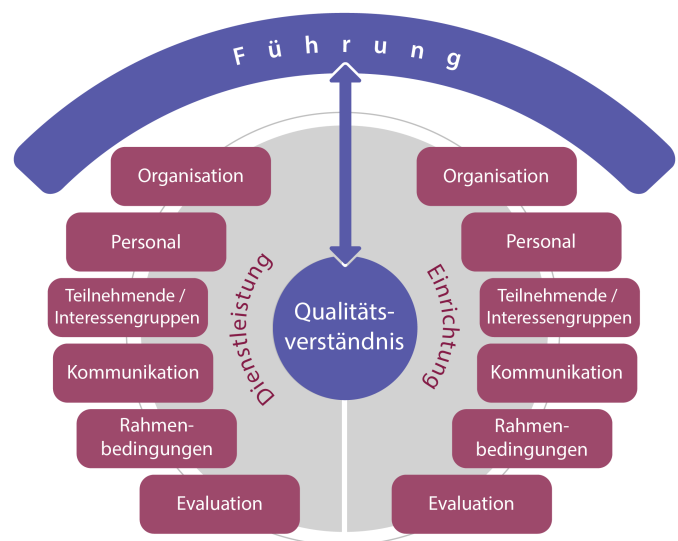 Führung
Organisation
Personal
Teilnehmende /
Interessengruppen
Kommunikation
Rahmen-
bedingungen
Evaluation
Dienstleistung
Qualitäts-
verständnis
Einrichtung
Organisation
Personal
Teilnehmende /
Interessengruppen
Kommunikation
Rahmen-
bedingungen
Evaluation